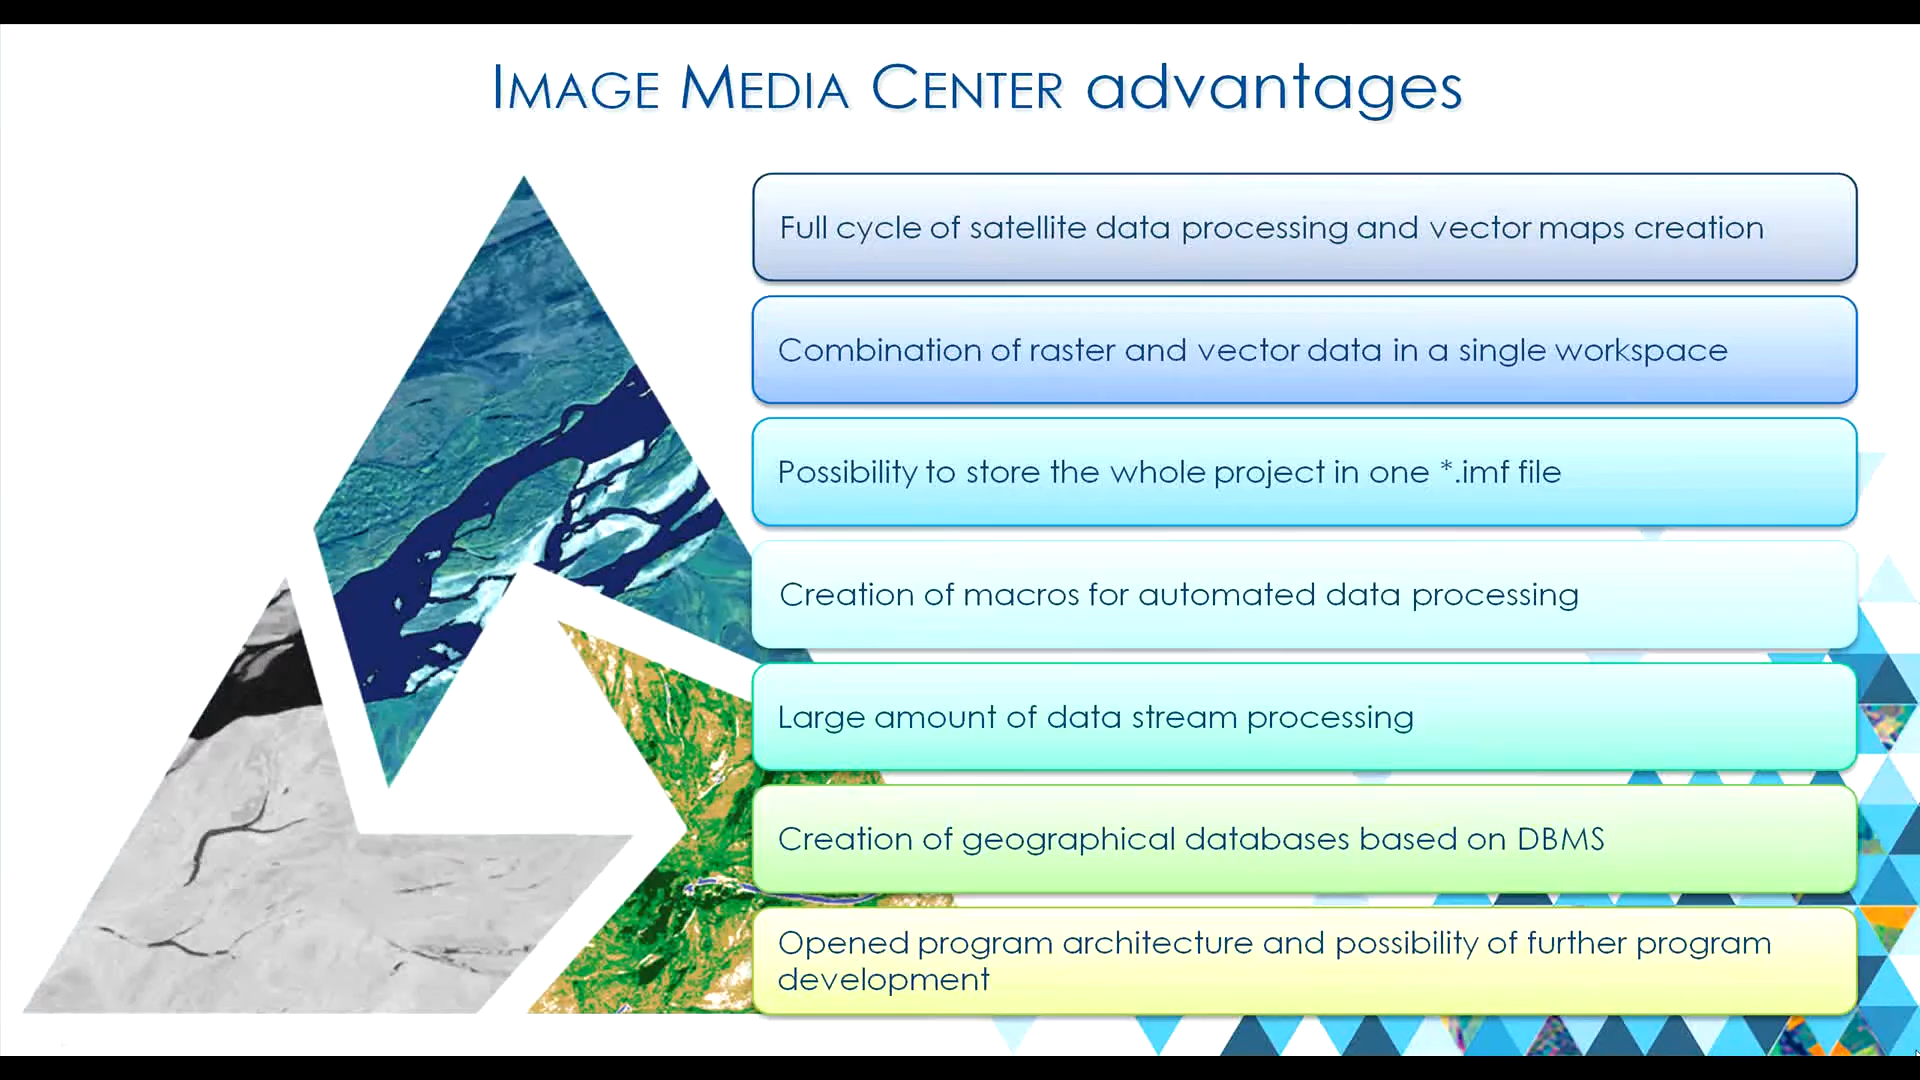 IMAGE MEDIA CENTER advantages
Full cycle of satellite data processing and vector maps creation
Combination of raster and vector data in a single workspace
Possibility to store the whole project in one *.imf file
Creation of macros for automated data processing
Large amount of data stream processing
Creation of geographical databases based on DBMS
Opened program architecture and possibility of further program
development